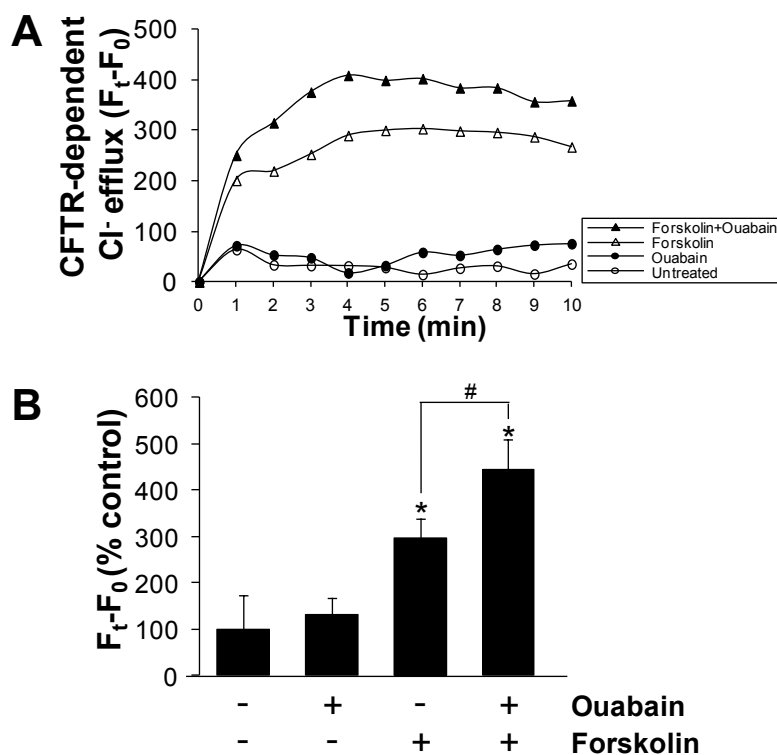 A
CFTR-dependent
Cl- efflux (Ft-F0)
500
400
300
200
100
0
0 1 2 3 4 5 6 7 8 9 10
Time (min)
Forskolin+Ouabain
Forskolin
Ouabain
Untreated
B
Ft-F0 (% control)
600
500
400
300
200
100
0
#
*
*
- + - + Ouabain
- - + + Forskolin